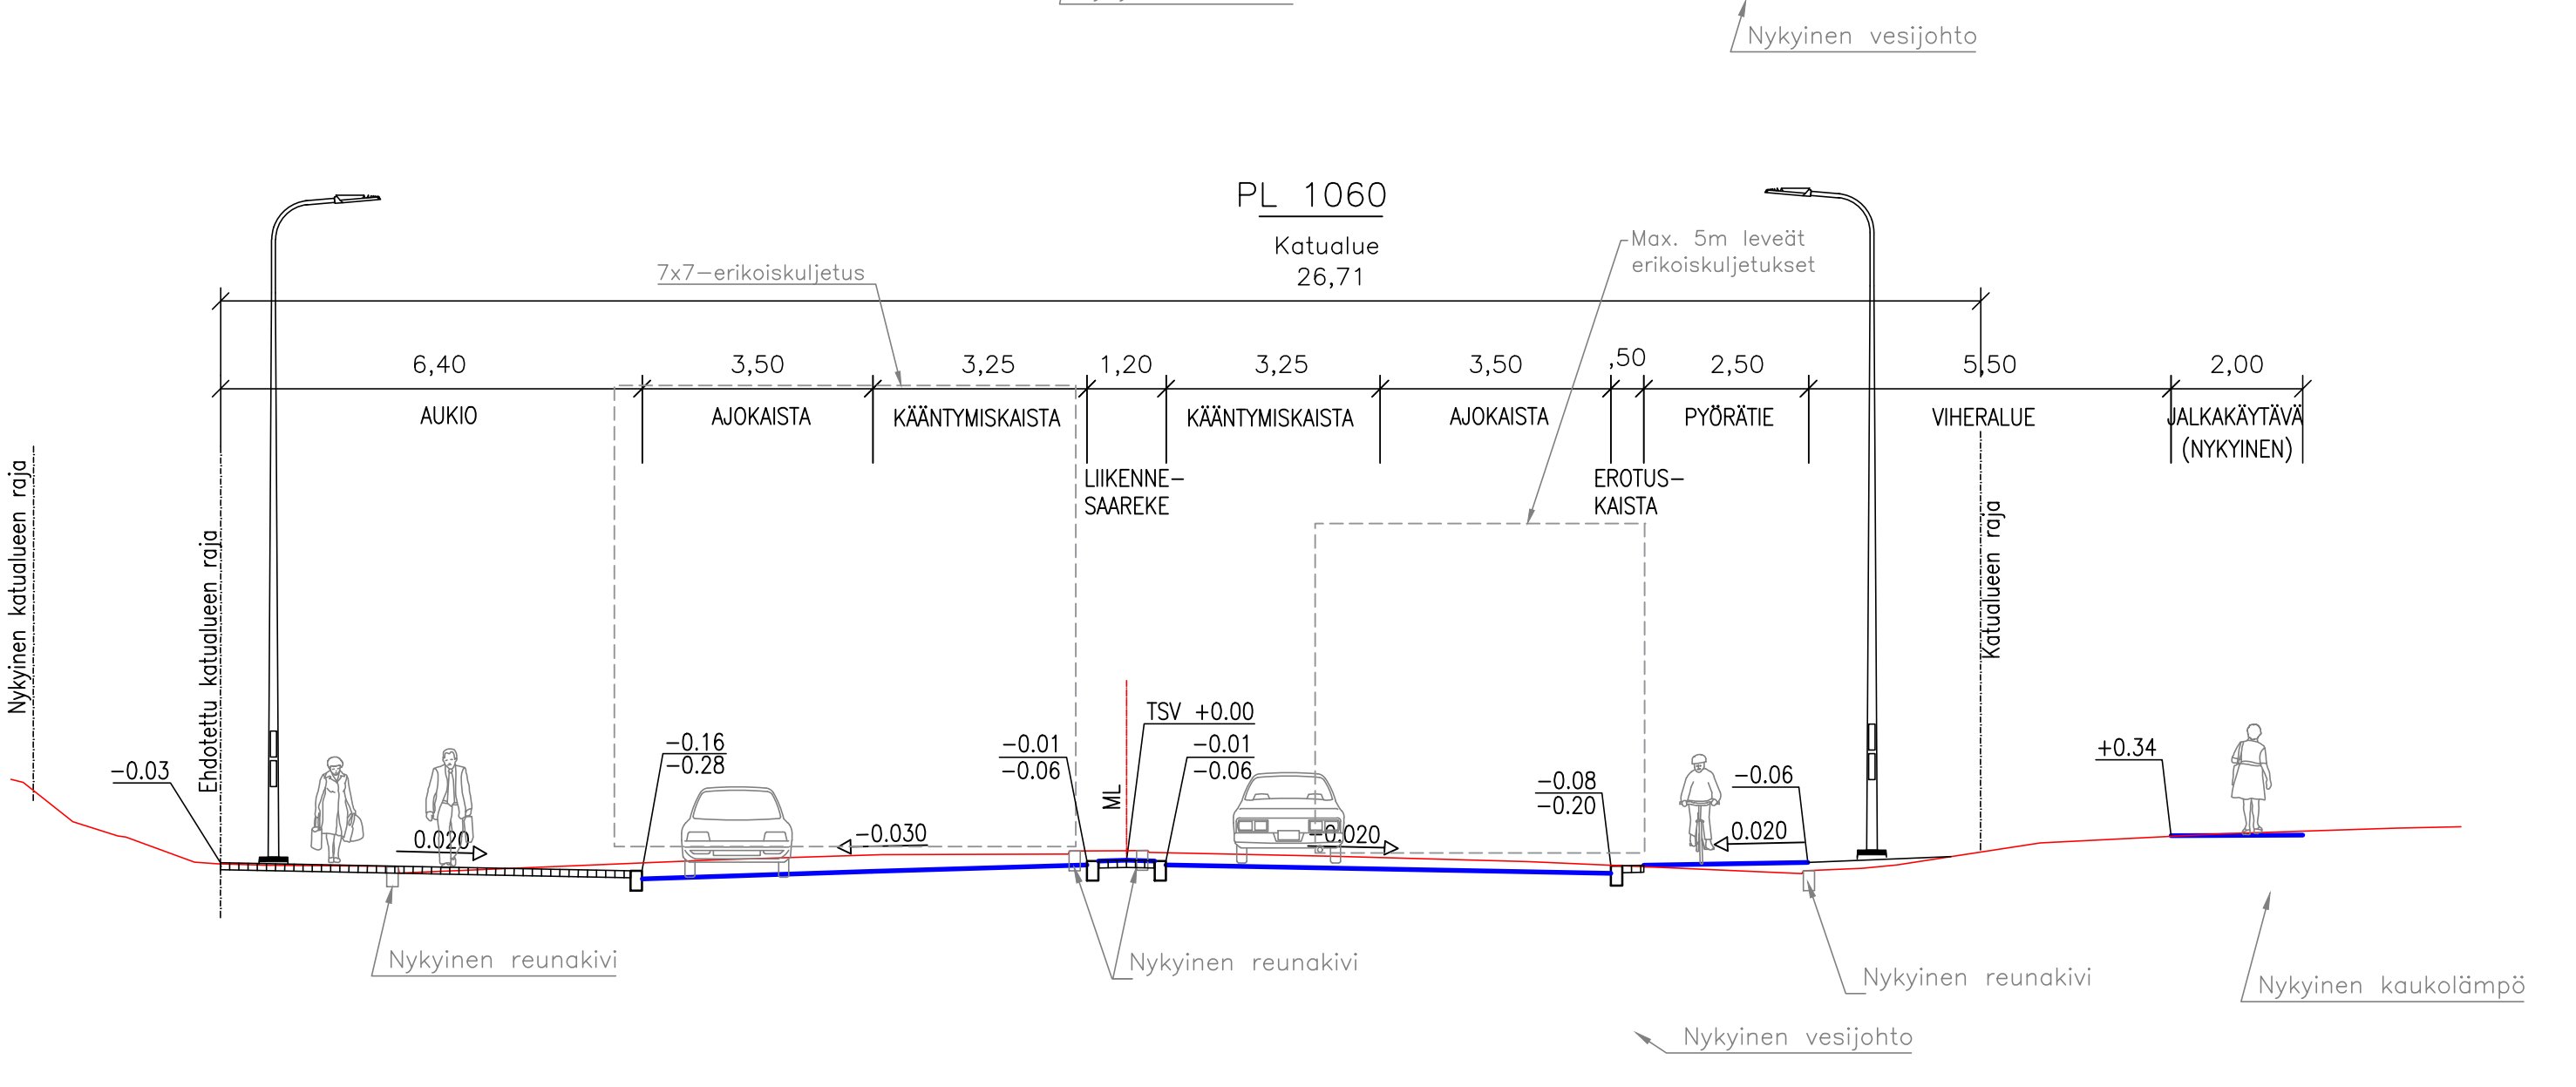 Nykyinen vesijohto
PL 1060
Katualue
26,71
7x7-erikoiskuljetus
Max. 5m leveät
erikoiskuljetukset
6,40
3,50
3,25
1,20
3,25
3,50
,50
2,50
5,50
2,00
AUKIO
AJOKAISTA
KÄÄNTYMISKAISTA
KÄÄNTYMISKAISTA
AJOKAISTA
PYÖRÄTIE
VIHERALUE
JALKAKÄYTÄVÄ
(NYKYINEN)
LIIKENNE-
SAAREKE
EROTUS-
KAISTA
Nykyinen katualueen raja
Ehdotettu katualueen raja
Katualueen raja
-0.03
0.020
-0.16
-0.28
-0.030
-0.01
-0.06
ML
TSV +0.00
-0.01
-0.06
-0.020
-0.08
-0.20
-0.06
0.020
+0.34
Nykyinen reunakivi
Nykyinen reunakivi
Nykyinen reunakivi
Nykyinen kaukolämpö
Nykyinen vesijohto